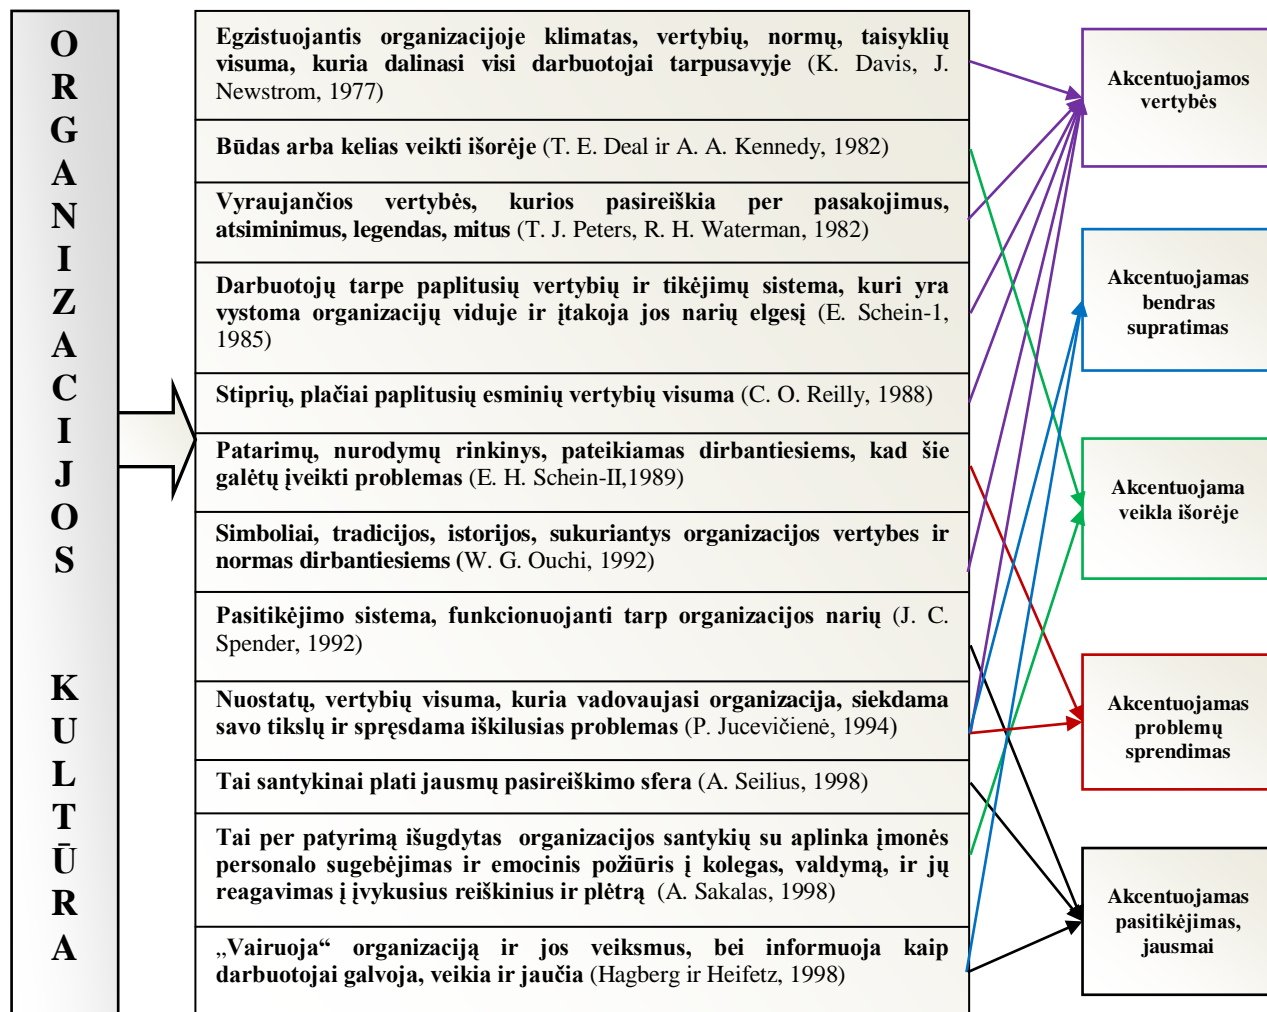 ORGANIZACIJOS KULTŪRA
Egzistuojantis organizacijoje klimatas, vertybių, normų, taisyklių
visuma, kuria dalinasi visi darbuotojai tarpusavyje (K. Davis, J.
Newstrom, 1977)
Būdas arba kelias veikti išorėje (T. E. Deal ir A. A. Kennedy, 1982)
Vyraujančios vertybės, kurios pasireiškia per pasakojimus,
atsiminimus, legendas, mitus (T. J. Peters, R. H. Waterman, 1982)
Darbuotojų tarpe paplitusių vertybių ir tikėjimų sistema, kuri yra
vystoma organizacijų viduje ir įtakoja jos narių elgesį (E. Schein-1,
1985)
Stiprių, plačiai paplitusių esminių vertybių visuma (C. O. Reilly, 1988)
Patarimų, nurodymų rinkinys, pateikiamas dirbantiesiems, kad šie
galėtų įveikti problemas (E. H. Schein-II,1989)
Simboliai, tradicijos, istorijos, sukuriantys organizacijos vertybes ir
normas dirbantiesiems (W. G. Ouchi, 1992)
Pasitikėjimo sistema, funkcionuojanti tarp organizacijos narių (J. C.
Spender, 1992)
Nuostatų, vertybių visuma, kuria vadovaujasi organizacija, siekdama
savo tikslų ir spręsdama iškilusias problemas (P. Jucevičienė, 1994)
Tai santykinai plati jausmų pasireiškimo sfera (A. Seilius, 1998)
Tai per patyrimą išugdytas organizacijos santykių su aplinka įmonės
personalo sugebėjimas ir emocinis požiūris į kolegas, valdymą, ir jų
reagavimas į įvykusius reiškinius ir plėtrą (A. Sakalas, 1998)
„Vairuoja“ organizaciją ir jos veiksmus, bei informuoja kaip
darbuotojai galvoja, veikia ir jaučia (Hagberg ir Heifetz, 1998)
Akcentuojamos
vertybės
Akcentuojamas
bendras
supratimas
Akcentuojama
veikla išorėje
Akcentuojamas
problemų
sprendimas
Akcentuojamas
pasitikėjimas,
jausmai